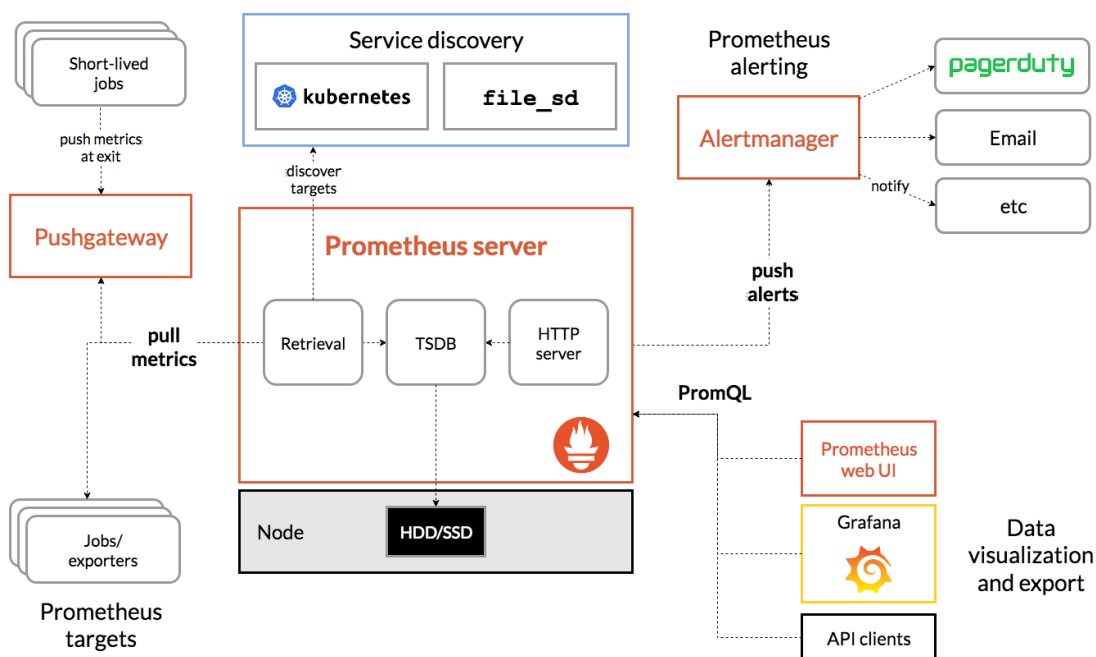 Short-lived
jobs
push metrics
at exit
Pushgateway
pull
metrics
Jobs/
exporters
Prometheus
targets
Service discovery
kubernetes
file_sd
discover
targets
Prometheus server
Retrieval
TSDB
HTTP
server
Node
HDD/SSD
Prometheus
alerting
Alertmanager
pagerduty
Email
notify
etc
push
alerts
PromQL
Prometheus
web UI
Grafana
API clients
Data
visualization
and export